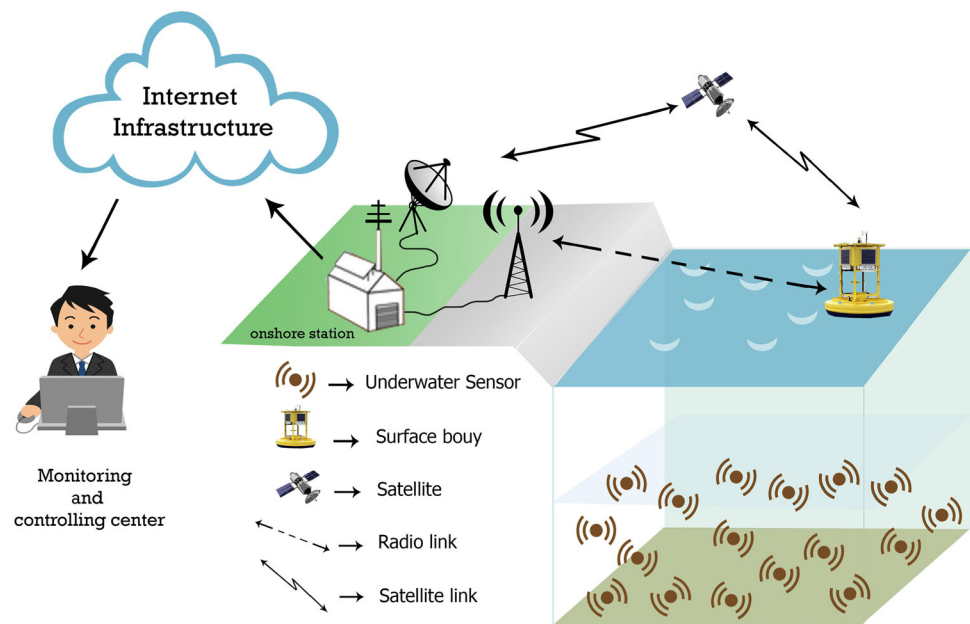 Internet
Infrastructure
onshore station
Underwater Sensor
Surface bouy
Satellite
Radio link
Satellite link
Monitoring
and
controlling center